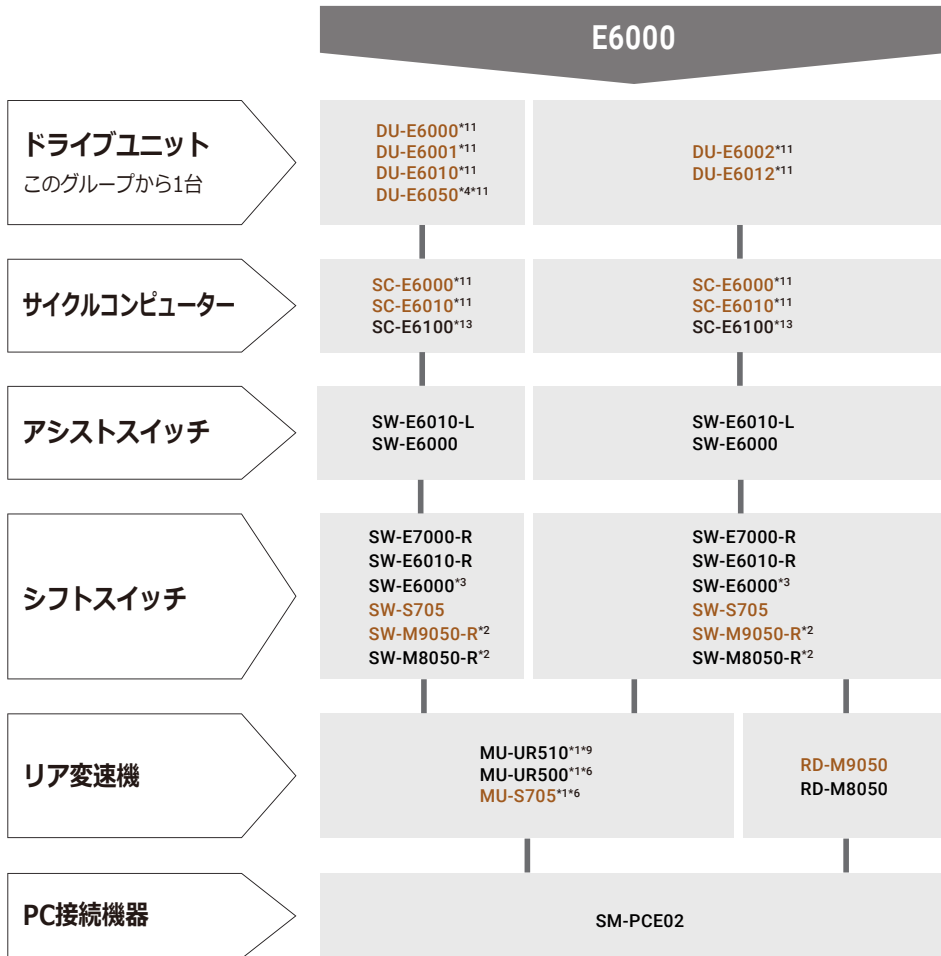 E6000
ドライブユニット
このグループから1台
DU-E6000*11
DU-E6001*11
DU-E6010*11
DU-E6050*4*11
DU-E6002*11
DU-E6012*11
サイクルコンピューター
SC-E6000*11
SC-E6010*11
SC-E6100*13
SC-E6000*11
SC-E6010*11
SC-E6100*13
アシストスイッチ
SW-E6010-L
SW-E6000
SW-E6010-L
SW-E6000
シフトスイッチ
SW-E7000-R
SW-E6010-R
SW-E6000*3
SW-S705
SW-M9050-R*2
SW-M8050-R*2
SW-E7000-R
SW-E6010-R
SW-E6000*3
SW-S705
SW-M9050-R*2
SW-M8050-R*2
リア変速機
MU-UR510*1*9
MU-UR500*1*6
MU-S705*1*6
RD-M9050
RD-M8050
PC接続機器
SM-PCE02